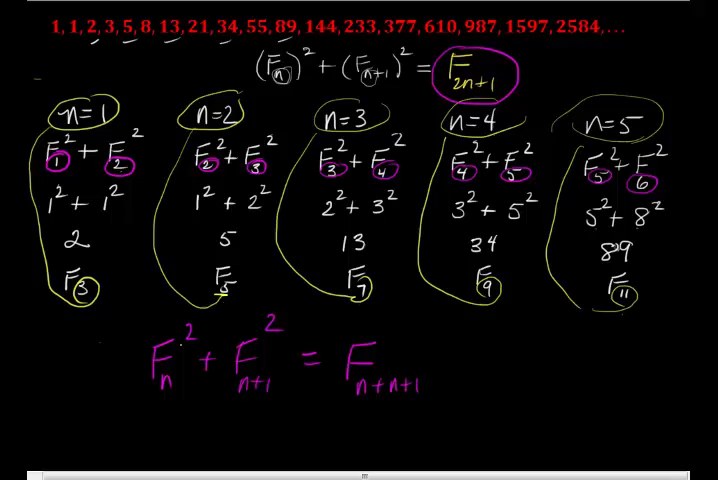 1, 1, 2, 3, 5, 8, 13, 21, 34, 55, 89, 144, 233, 377, 610, 987, 1597, 2584, ...
(Fₙ)² + (Fₙ₊₁)² = F₂ₙ₊₁
n=1 n=2 n=3 n=4 n=5
F₁² + F₂² F₂² + F₃² F₃² + F₄² F₄² + F₅² F₅² + F₆²
1² + 1² 1² + 2² 2² + 3² 3² + 5² 5² + 8²
2 5 13 34 89
F₃ F₅ F₇ F₉ F₁₁
Fₙ² + Fₙ₊₁² = Fₙ₊ₙ₊₁